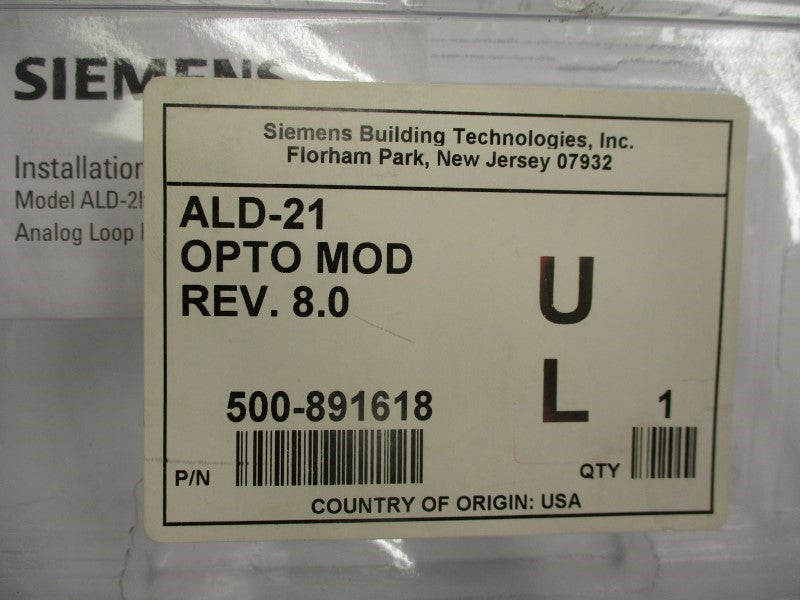 SIEMENS
Installation
Model ALD-2I
Analog Loop
Siemens Building Technologies, Inc.
Florham Park, New Jersey 07932
ALD-21
OPTO MOD
REV. 8.0
U
L
500-891618
1
P/N
QTY
COUNTRY OF ORIGIN: USA